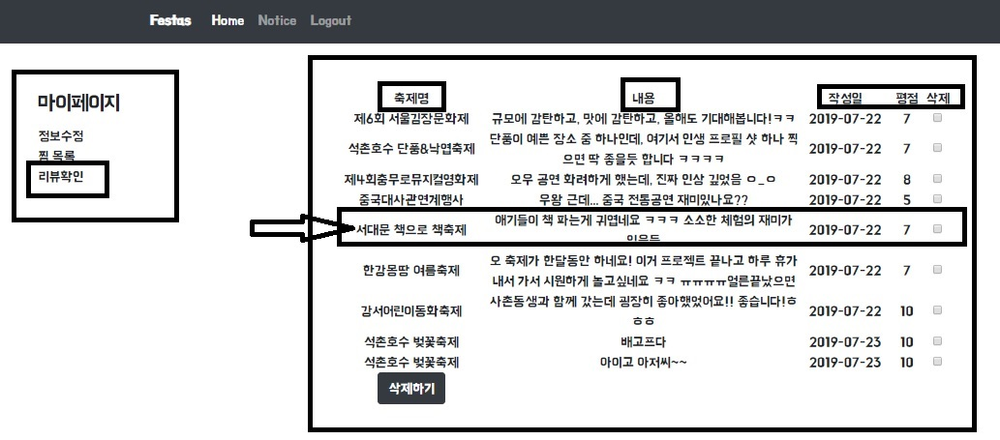 Festas Home Notice Logout
마이페이지
정보수정
찜 목록
리뷰확인
축제명 내용 작성일 평점 삭제
제6회 서울김장문화제 규모에 감탄하고, 맛에 감탄하고, 올해도 기대해봅니다!ㅋㅋ 2019-07-22 7
석촌호수 단풍&낙엽축제 단풍이 예쁜 장소 중 하나인데, 여기서 인생 프로필 샷 하나 찍 2019-07-22 7
으면 딱 좋을듯 합니다 ㅋㅋㅋㅋ
제4회충무로뮤지컬영화제 오우 공연 화려하게 했는데, 진짜 인상 깊었음 ㅇ_ㅇ 2019-07-22 8
중국대사관연계행사 우왕 근데... 중국 전통공연 재미있나요?? 2019-07-22 5
서대문 책으로 책축제 애기들이 책 파는게 귀엽네요 ㅋㅋㅋ 소소한 체험의 재미가 2019-07-22 7
한강몽땅 여름축제 오 축제가 한달동안 하네요! 이거 프로젝트 끝나고 하루 휴가 2019-07-22 7
내서 가서 시원하게 놀고싶네요 ㅋㅋ ㅠㅠㅠㅠ얼른끝났으면
강서어린이동화축제 사촌동생과 함께 갔는데 굉장히 좋아했었어요!! 좋습니다!ㅎ 2019-07-22 10
ㅎㅎ
석촌호수 벚꽃축제 배고프다 2019-07-23 10
석촌호수 벚꽃축제 아이고 아저씨~~ 2019-07-23 10
삭제하기